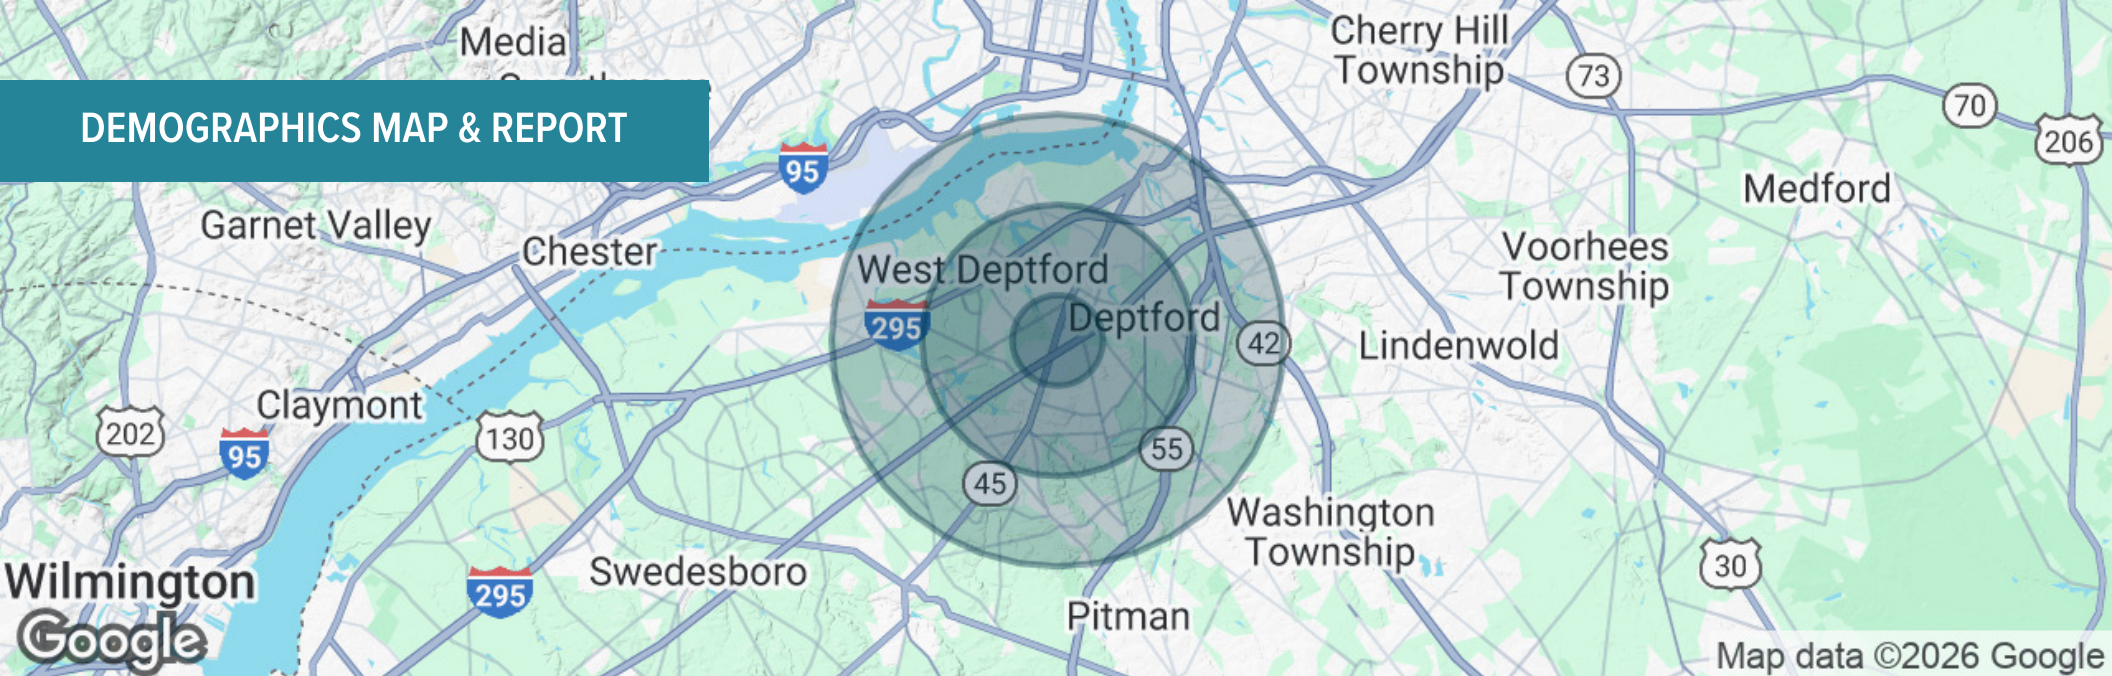 Media
Cherry Hill
Township
73
70
206
DEMOGRAPHICS MAP & REPORT
95
Medford
Garnet Valley
Chester
West Deptford
Voorhees
Township
295
Deptford
42
Lindenwold
Claymont
202
130
95
55
45
Washington
Township
Swedesboro
30
Wilmington
295
Pitman
Google
Map data ©2026 Google